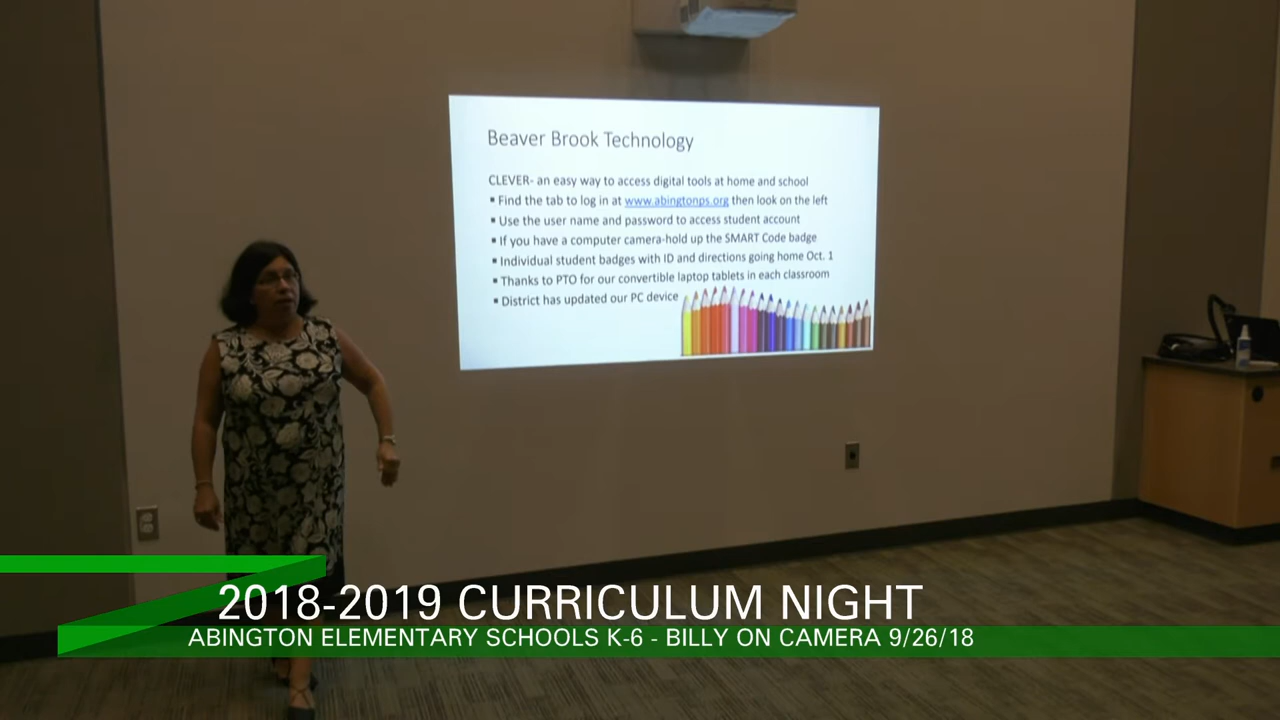 Beaver Brook Technology
CLEVER- an easy way to access digital tools at home and school
▪ Find the tab to log in at www.abingtonps.org then look on the left
▪ Use the user name and password to access student account
▪ If you have a computer camera-hold up the SMART Code badge
▪ Individual student badges with ID and directions going home Oct. 1
▪ Thanks to PTO for our convertible laptop tablets in each classroom
▪ District has updated our PC device
2018-2019 CURRICULUM NIGHT
ABINGTON ELEMENTARY SCHOOLS K-6 - BILLY ON CAMERA 9/26/18